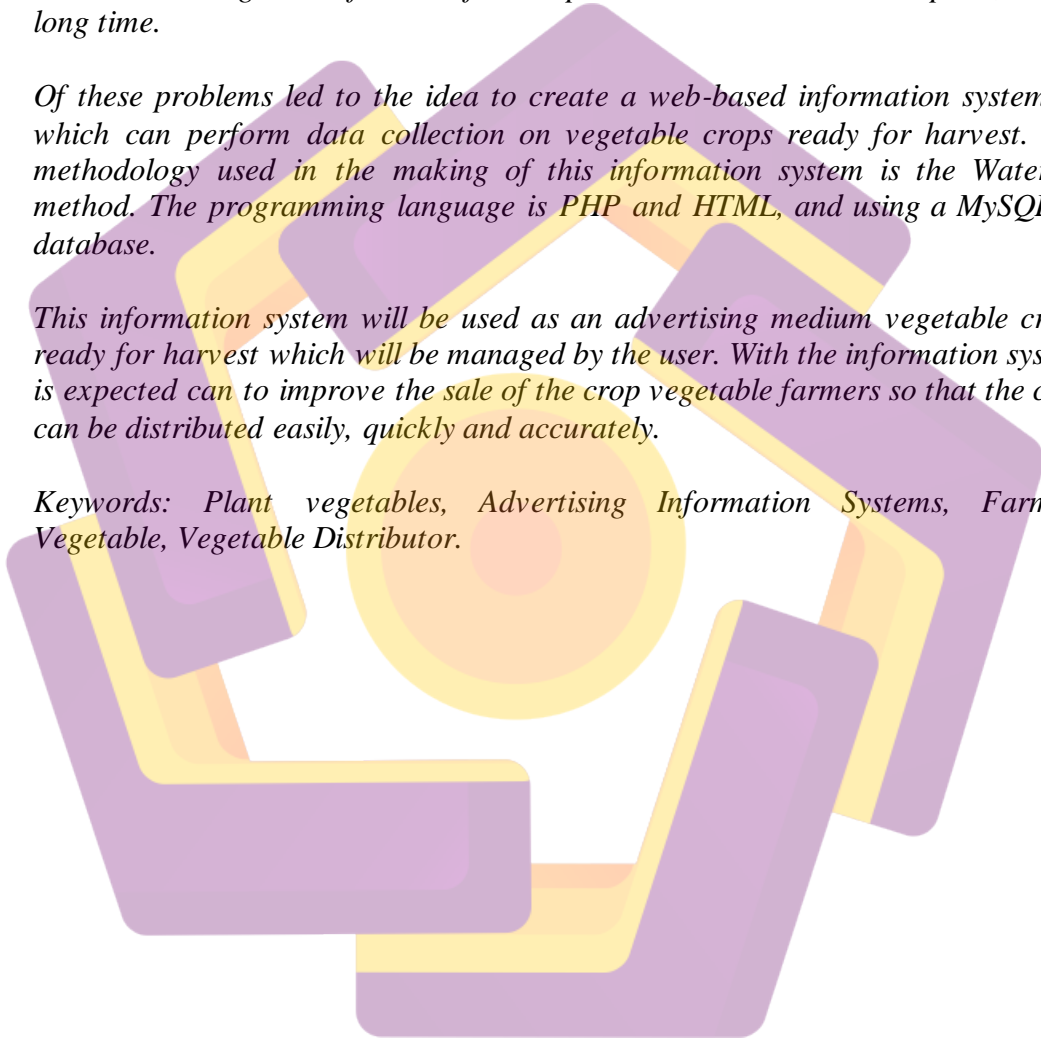 long time.
Of these problems led to the idea to create a web-based information system
which can perform data collection on vegetable crops ready for harvest.
methodology used in the making of this information system is the Water
method. The programming language is PHP and HTML, and using a MySQL
database.
This information system will be used as an advertising medium vegetable cr
ready for harvest which will be managed by the user. With the information sys
is expected can to improve the sale of the crop vegetable farmers so that the c
can be distributed easily, quickly and accurately.
Keywords: Plant vegetables, Advertising Information Systems, Farm
Vegetable, Vegetable Distributor.